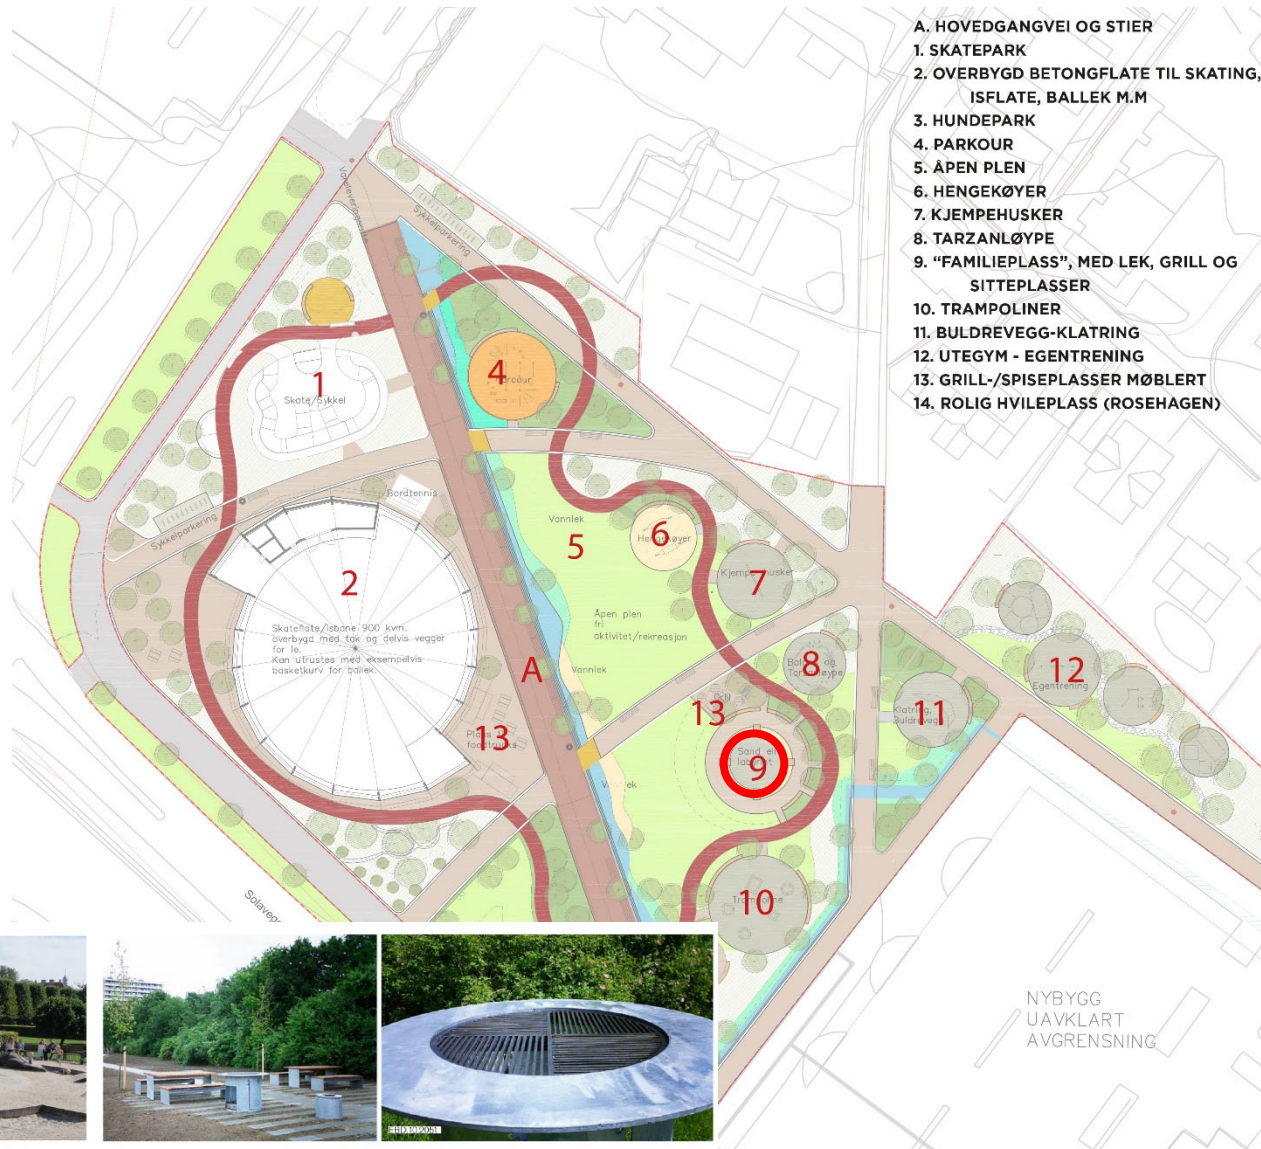 A. HOVEDGANGVEI OG STIER
1. SKATEPARK
2. OVERBYGD BETONGFLATE TIL SKATING,
ISFLATE, BALLEK M.M
3. HUNDEPARK
4. PARKOUR
5. ÅPEN PLEN
6. HENGEKØYER
7. KJEMPEHUSKER
8. TARZANLØYPE
9. “FAMILIEPLASS”, MED LEK, GRILL OG
SITTEPLASSER
10. TRAMPOLINER
11. BULDREVEGG-KLATRING
12. UTEGYM - EGENTRENING
13. GRILL-/SPISEPLASSER MØBLERT
14. ROLIG HVILEPLASS (ROSEHAGEN)
Sykkelparkering
4
1
Skate/Sykkel
Bordtennis
Sykkelparkering
Vannlek
5
6
Hengekøyer
Kjempehusker
7
2
Skateflate/isbane 900 kvm.
overbygd med tak og delvis vegger
for le.
Kan utrustes med eksempelvis
basketkurv for ballek.
Åpen plen
fri
aktivitet/rekreasjon
Vannlek
A
8
12
Egentrening
13
11
Klatring,
13
foodtrucks
Sand
9
10
NYBYGG
UAVKLART
AVGRENSNING